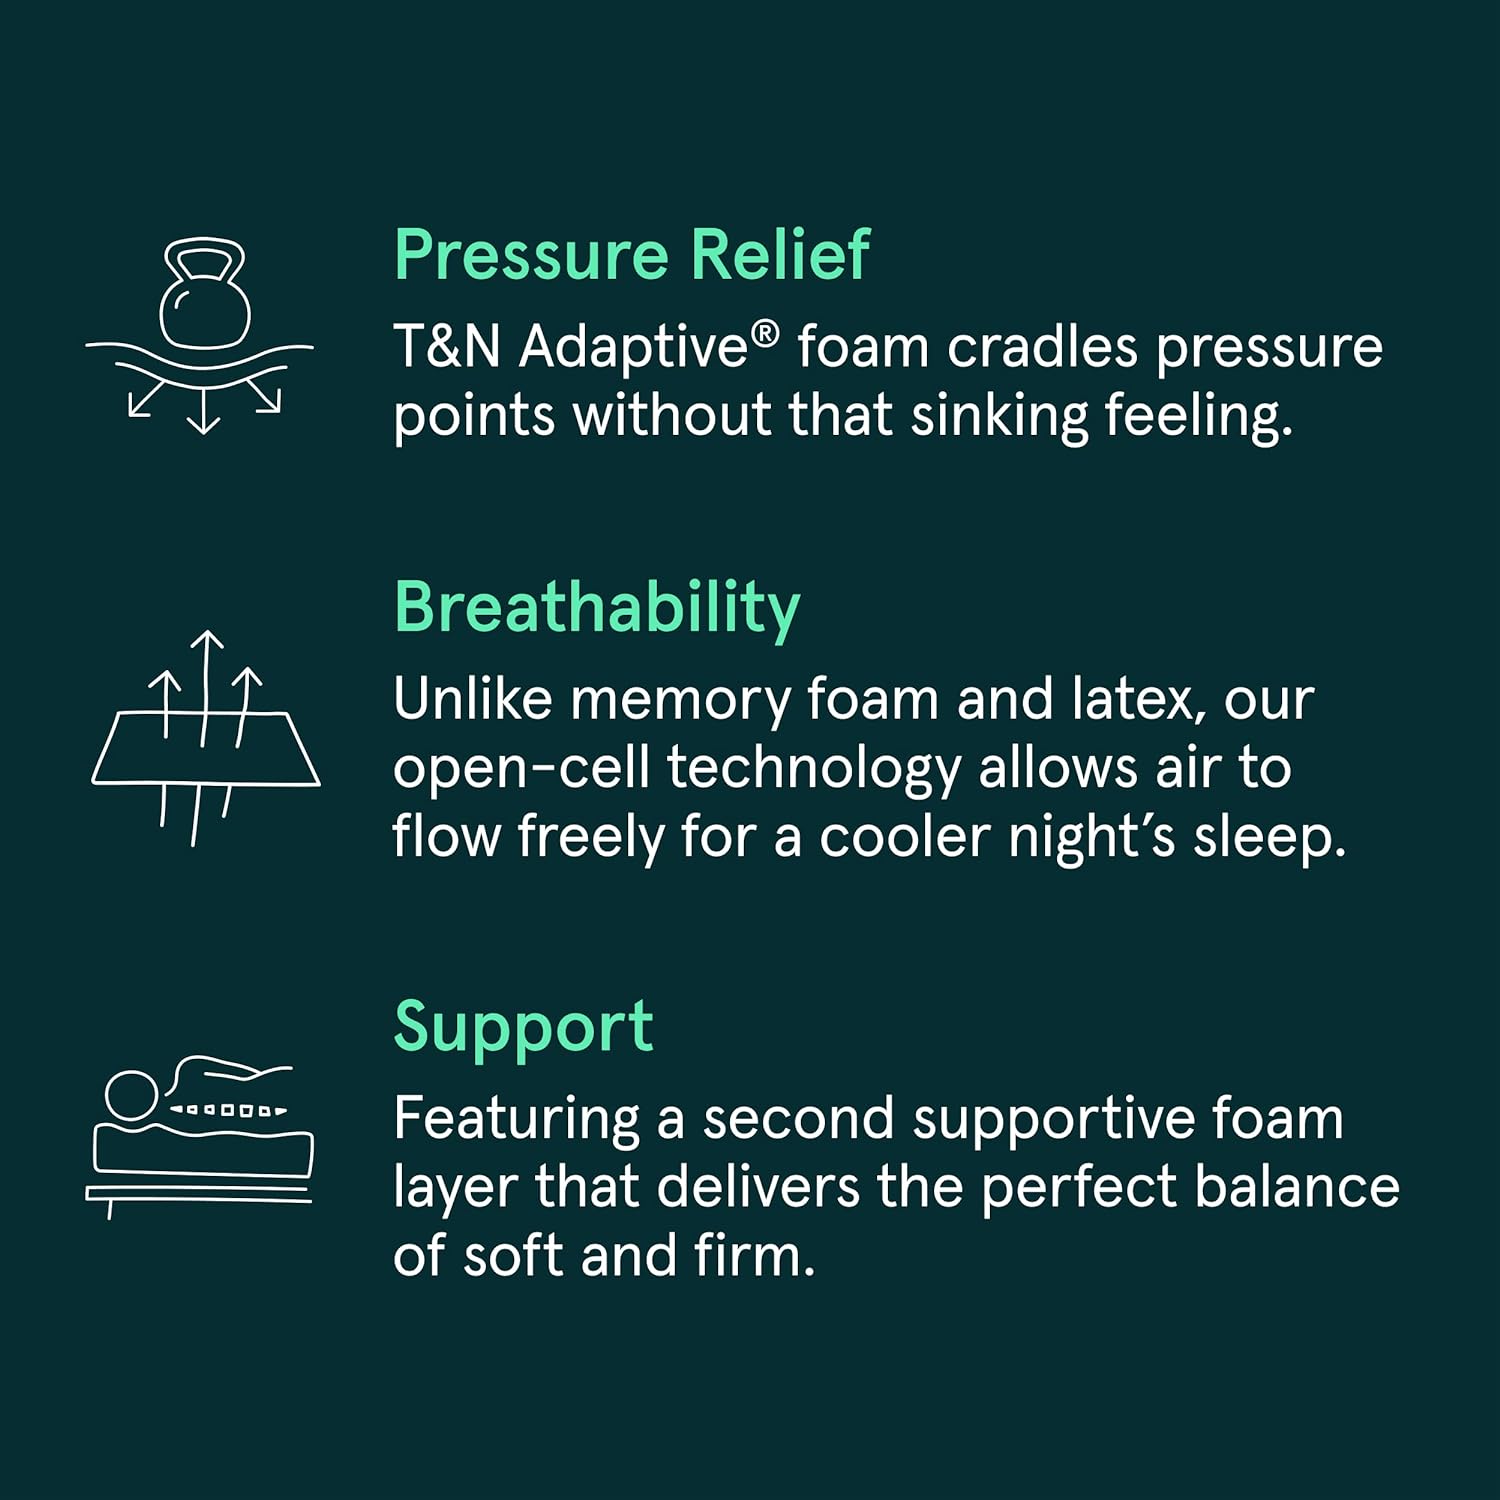 Pressure Relief
T&N Adaptive® foam cradles pressure
points without that sinking feeling.
Breathability
Unlike memory foam and latex, our
open-cell technology allows air to
flow freely for a cooler night’s sleep.
Support
Featuring a second supportive foam
layer that delivers the perfect balance
of soft and firm.